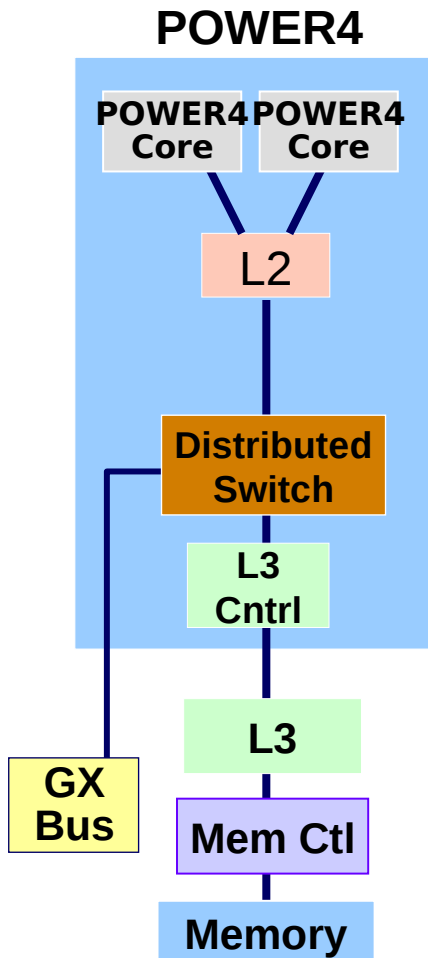 POWER4
POWER4 POWER4
Core Core
L2
Distributed
Switch
L3
Cntrl
L3
GX
Bus
Mem Ctl
Memory